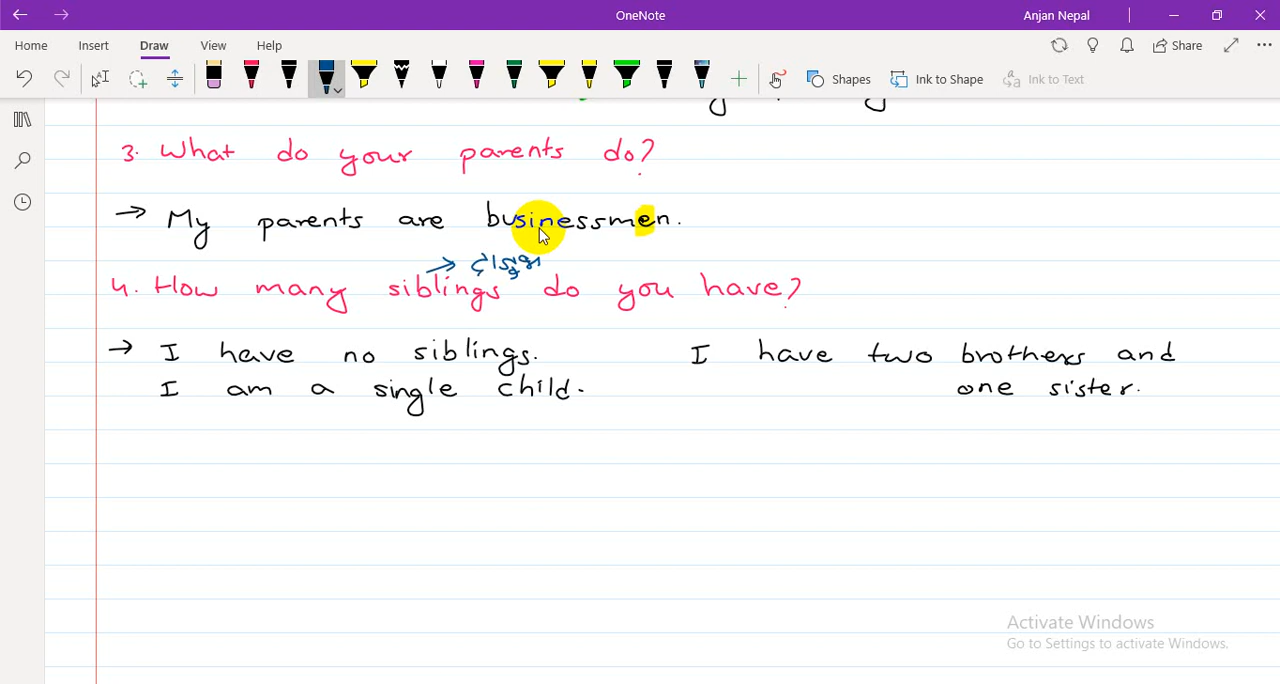 OneNote
Anjan Nepal
Home Insert Draw View Help
Share
Shapes Ink to Shape Ink to Text
3. What do your parents do?
→ My parents are businessmen.
4. How many siblings do you have?
→ I have no siblings.
I am a single child.
I have two brothers and
one sister.
Activate Windows
Go to Settings to activate Windows.